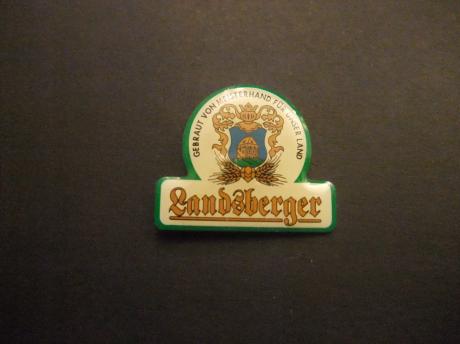 GEBRAUT VON MEISTERHAND FÜR UNSER LAND
Landsberger